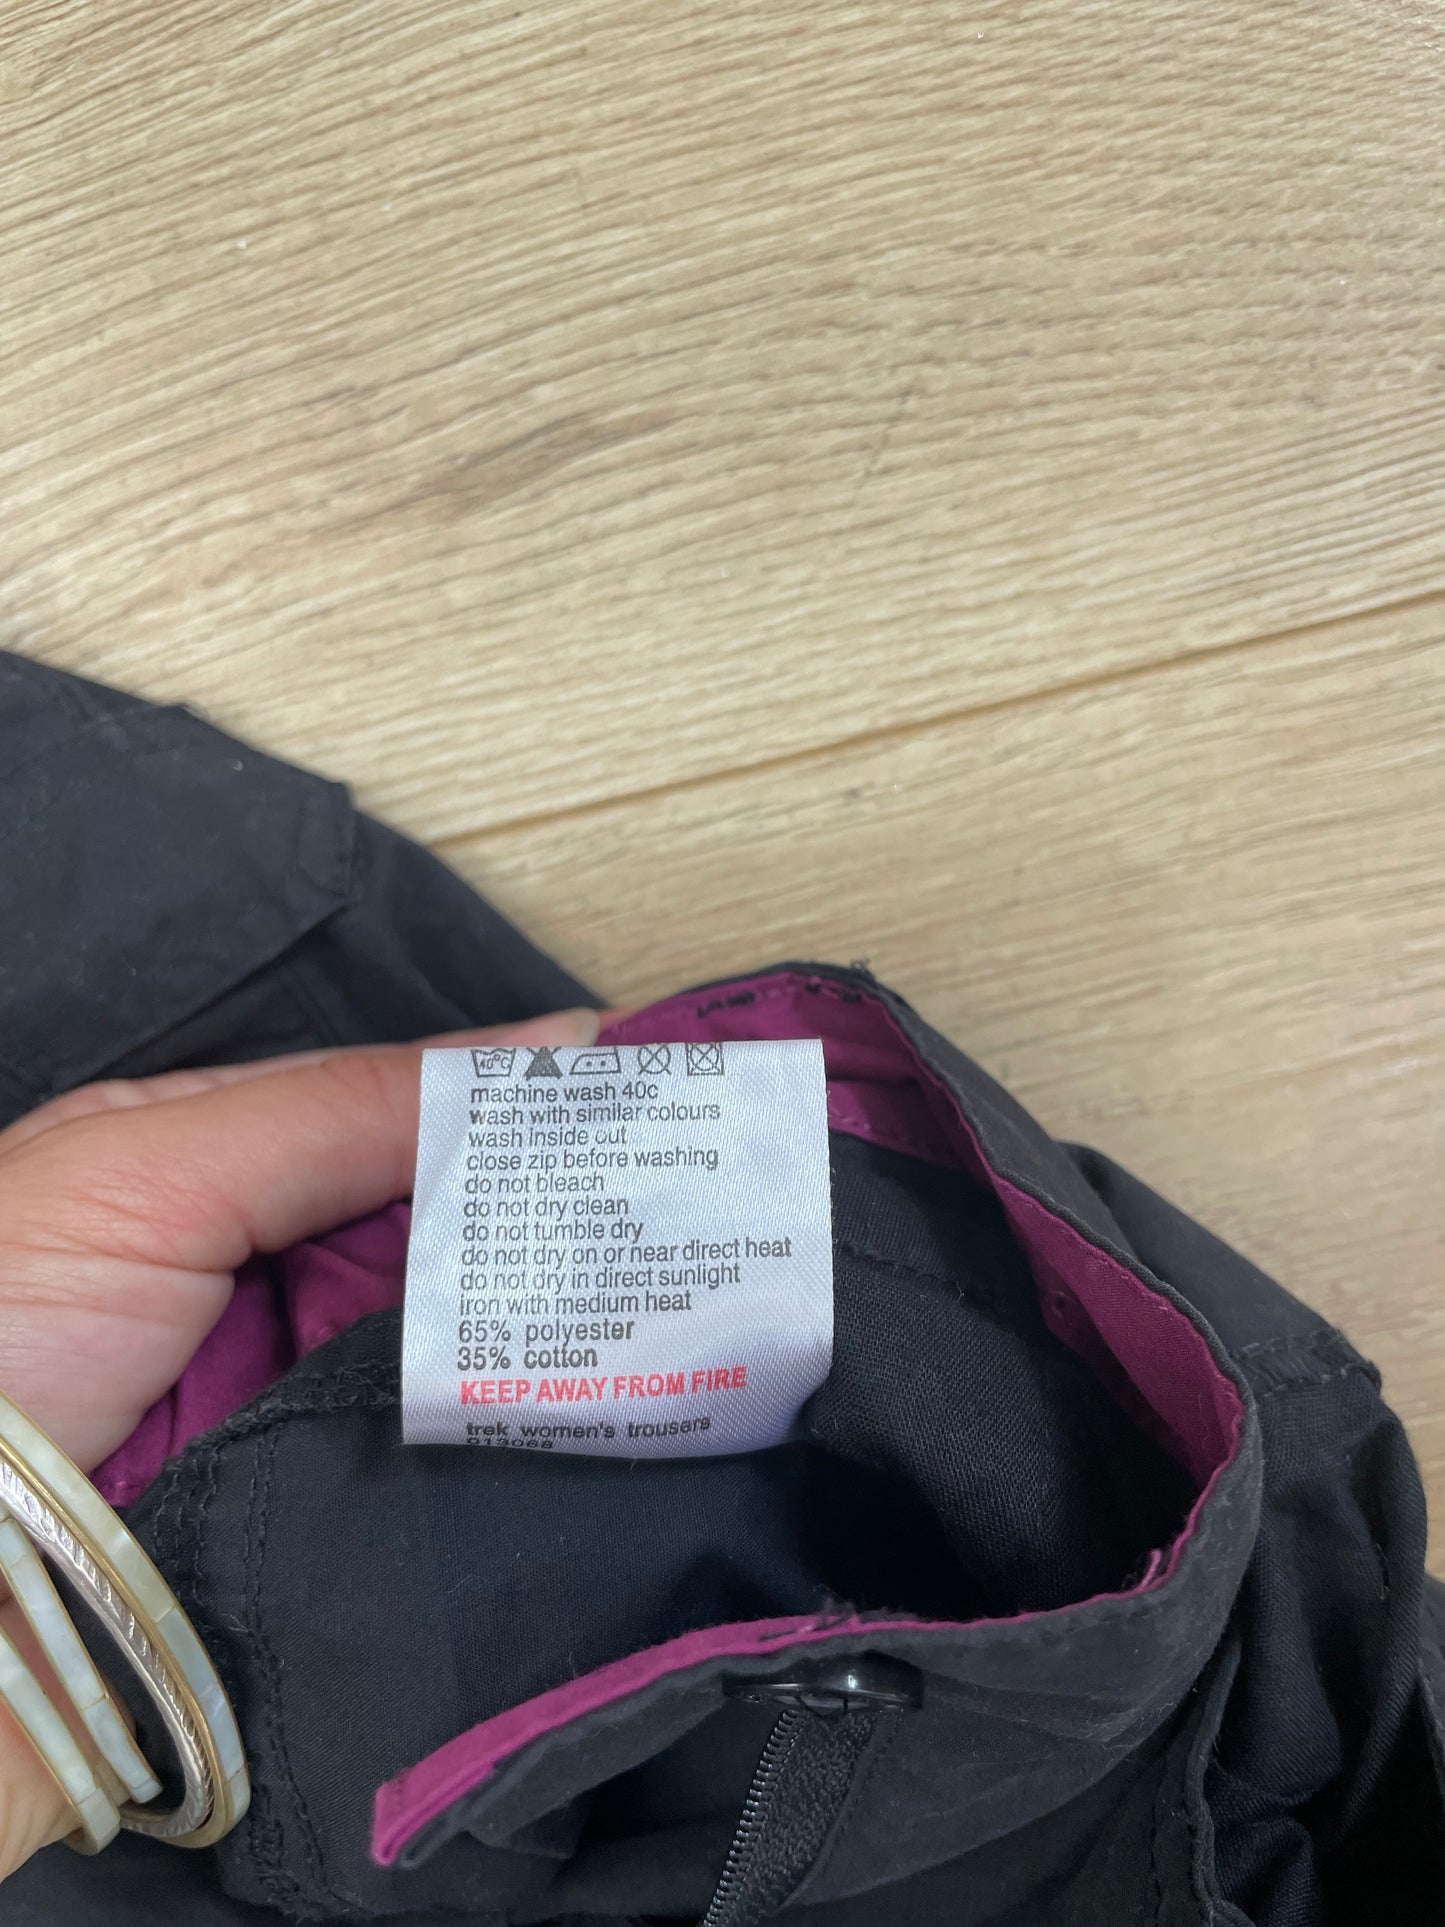 40°C
machine wash 40c
wash with similar colours
wash inside out
close zip before washing
do not bleach
do not dry clean
do not tumble dry
do not dry on or near direct heat
do not dry in direct sunlight
iron with medium heat
65% polyester
35% cotton
KEEP AWAY FROM FIRE
trek women's trousers
013068